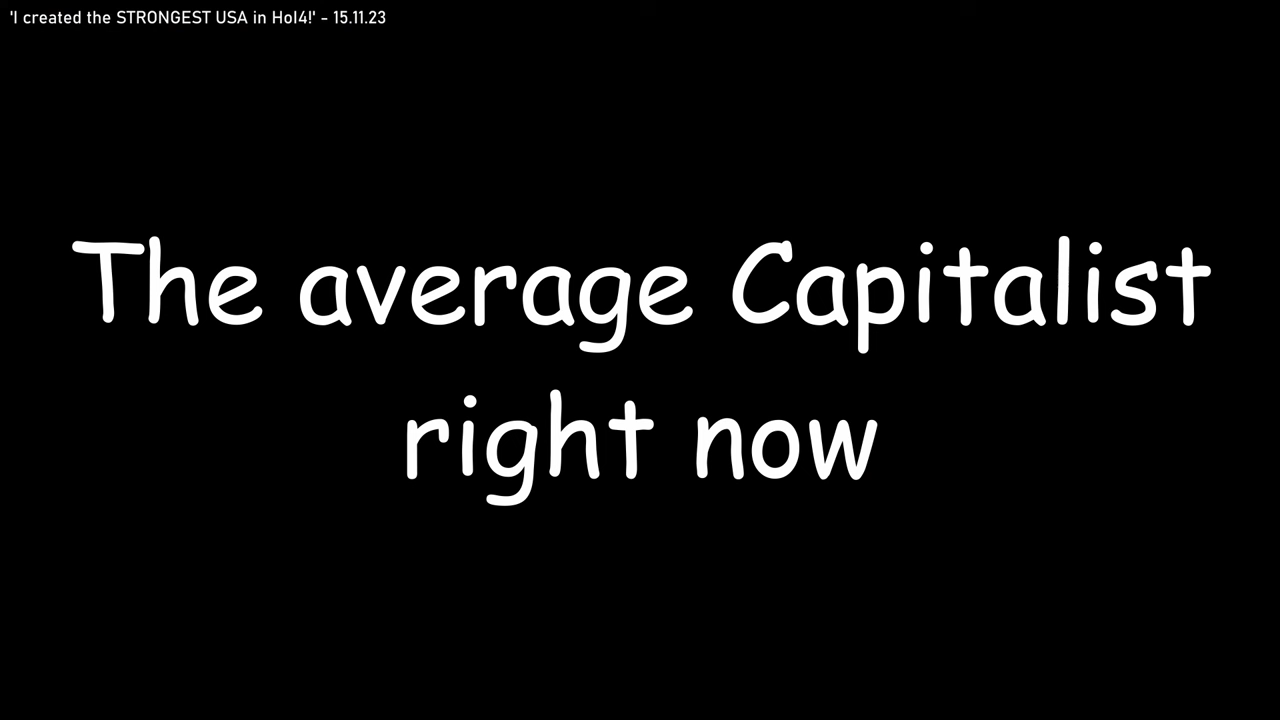 'I created the STRONGEST USA in HoI4!' - 15.11.23
The average Capitalist
right now